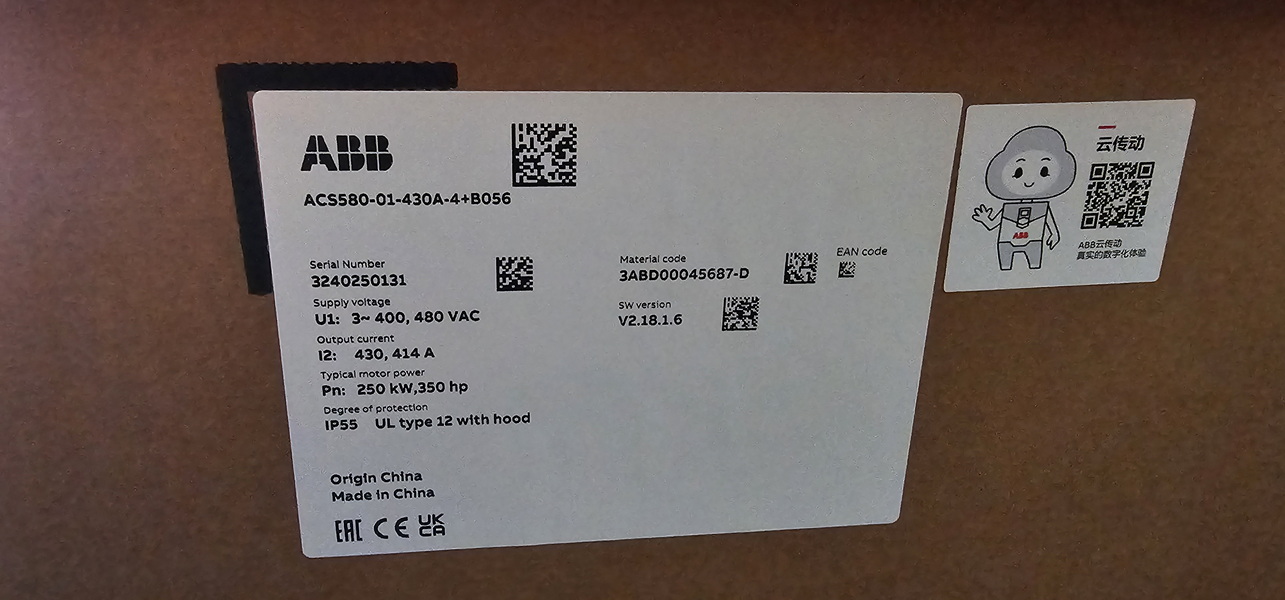 ABB
ACS580-01-430A-4+B056
Serial Number
3240250131
Supply voltage
U1: 3~ 400, 480 VAC
Output current
I2: 430, 414 A
Typical motor power
Pn: 250 kW,350 hp
Degree of protection
IP55 UL type 12 with hood
Origin China
Made in China
EAC CE UK
CA
Material code
3ABD00045687-D
EAN code
SW version
V2.18.1.6
云传动
ABB
ABB云传动
真实的数字化体验